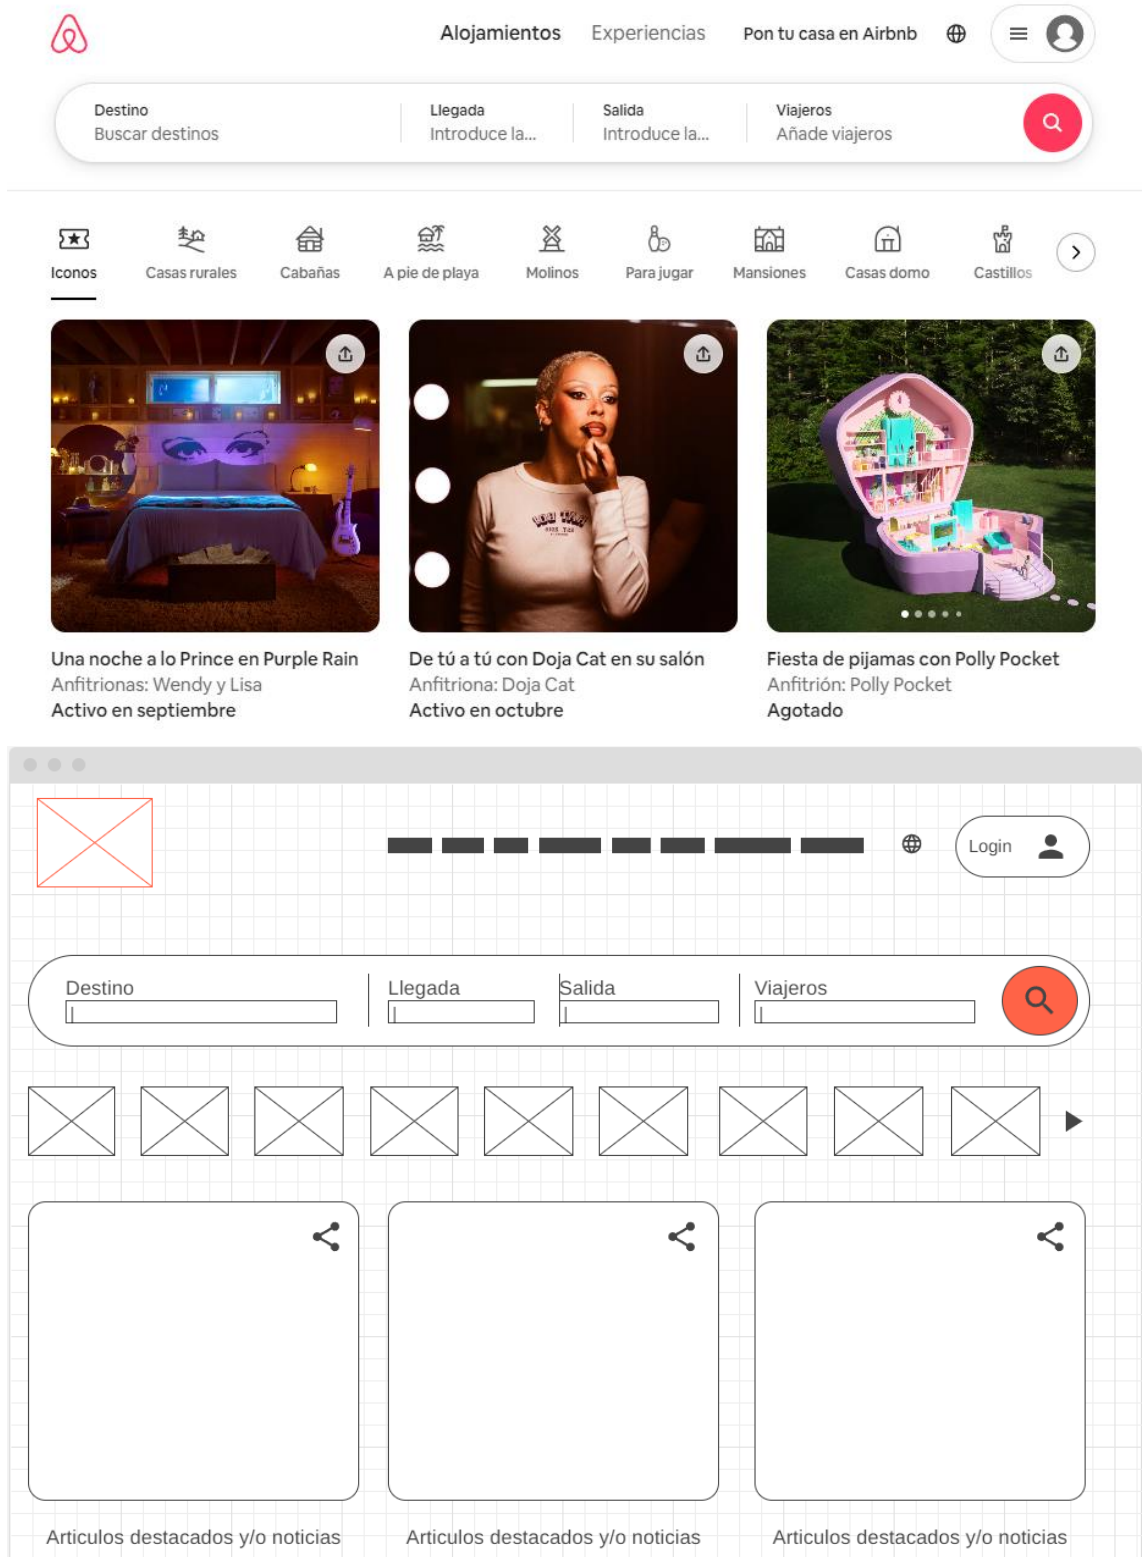 Alojamientos Experiencias Pon tu casa en Airbnb
Destino Llegada Salida Viajeros
Buscar destinos Introduce la... Introduce la... Añade viajeros
Iconos Casas rurales Cabañas A pie de playa Molinos Para jugar Mansiones Casas domo Castillos
Una noche a lo Prince en Purple Rain
Anfitrionas: Wendy y Lisa
Activo en septiembre
De tú a tú con Doja Cat en su salón
Anfitriona: Doja Cat
Activo en octubre
Fiesta de pijamas con Polly Pocket
Anfitrión: Polly Pocket
Agotado
Login
Destino Llegada Salida Viajeros
Articulos destacados y/o noticias Articulos destacados y/o noticias Articulos destacados y/o noticias